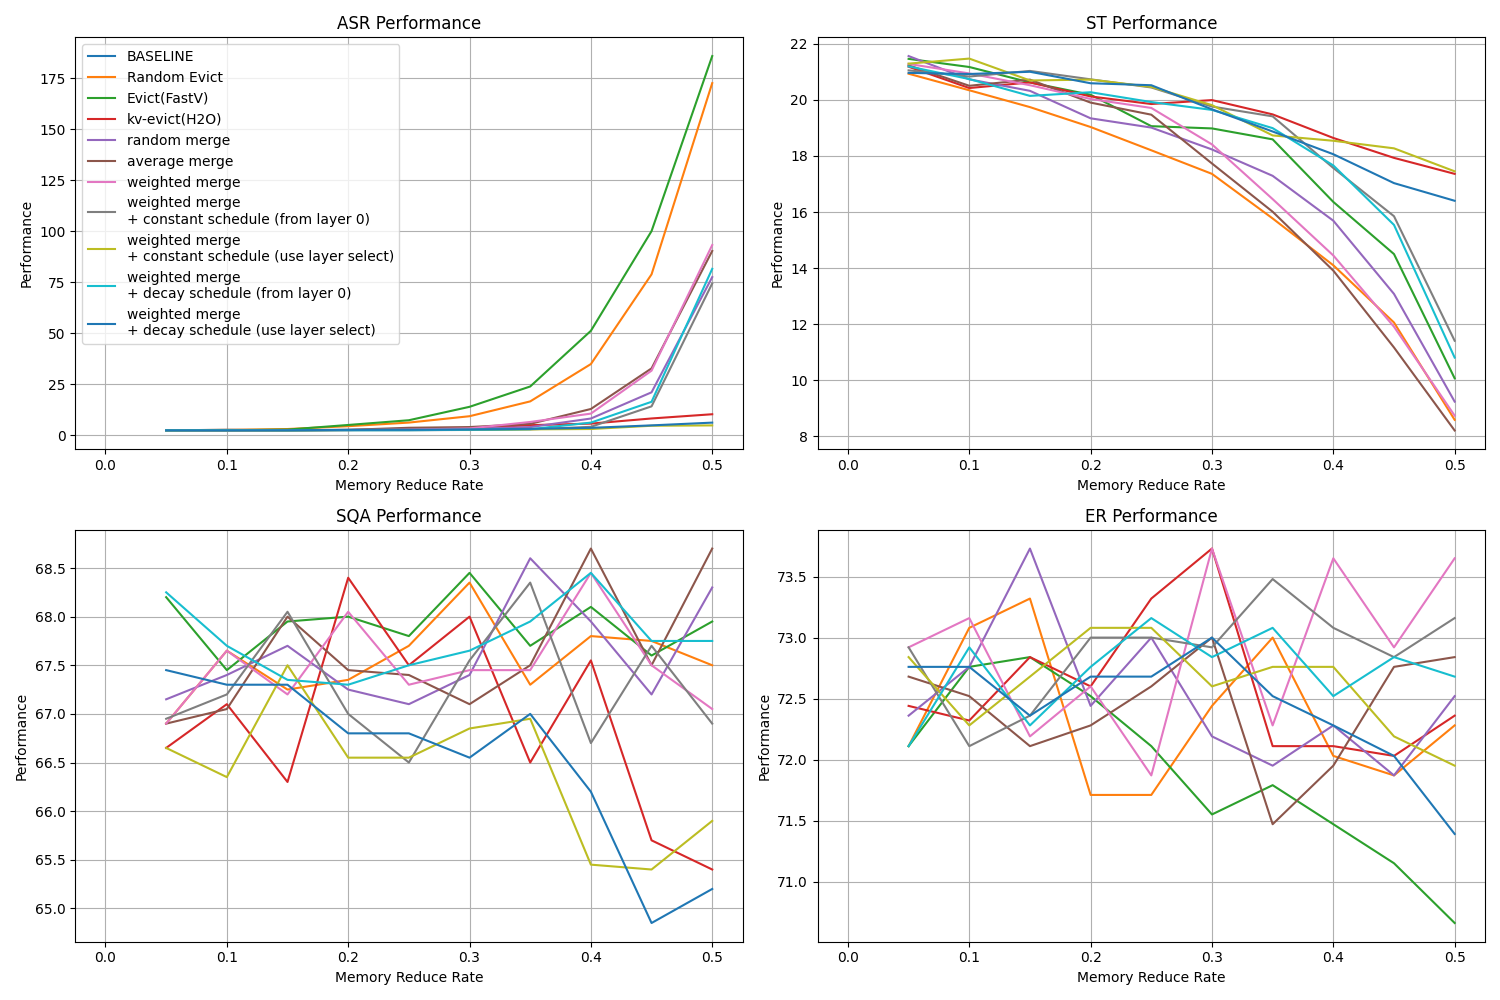 ASR Performance
Performance
175
150
125
100
75
50
25
0
BASELINE
Random Evict
Evict(FastV)
kv-evict(H2O)
random merge
average merge
weighted merge
weighted merge
+ constant schedule (from layer 0)
weighted merge
+ constant schedule (use layer select)
weighted merge
+ decay schedule (from layer 0)
weighted merge
+ decay schedule (use layer select)
0.0 0.1 0.2 0.3 0.4 0.5
Memory Reduce Rate
ST Performance
Performance
22
20
18
16
14
12
10
8
0.0 0.1 0.2 0.3 0.4 0.5
Memory Reduce Rate
SQA Performance
Performance
68.5
68.0
67.5
67.0
66.5
66.0
65.5
65.0
0.0 0.1 0.2 0.3 0.4 0.5
Memory Reduce Rate
ER Performance
Performance
73.5
73.0
72.5
72.0
71.5
71.0
0.0 0.1 0.2 0.3 0.4 0.5
Memory Reduce Rate